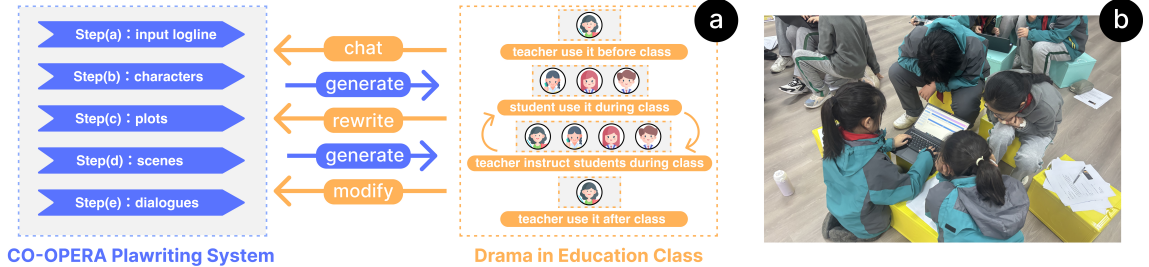 Step(a)：input logline
Step(b)：characters
Step(c)：plots
Step(d)：scenes
Step(e)：dialogues
CO-OPERA Plawriting System
chat
generate
rewrite
generate
modify
teacher use it before class
student use it during class
teacher instruct students during class
teacher use it after class
Drama in Education Class
a
b